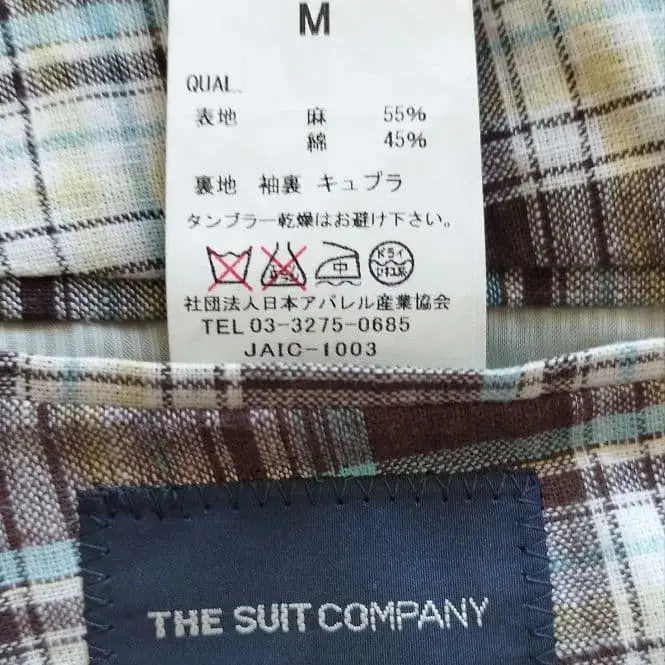 M
QUAL.
表地 麻 55%
綿 45%
裏地 袖裏 キュプラ
タンブラー乾燥はお避け下さい。
中 ドライ
社団法人日本アパレル産業協会
TEL 03-3275-0685
JAIC-1003
THE SUIT COMPANY